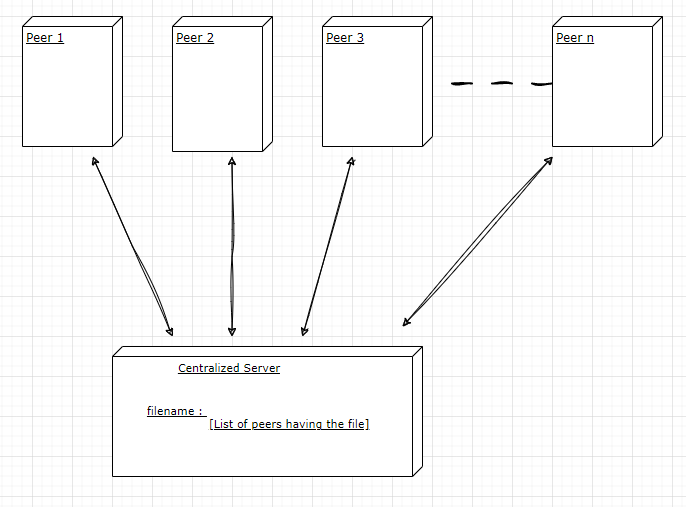 Peer 1
Peer 2
Peer 3
Peer n
Centralized Server
filename :
[List of peers having the file]